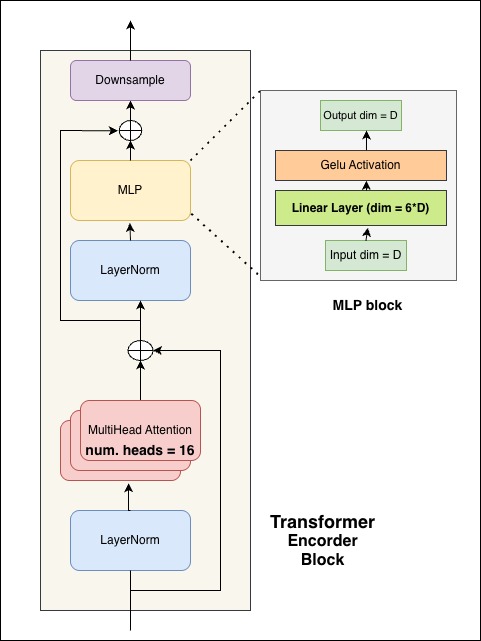 Downsample
MLP
LayerNorm
MultiHead Attention
num. heads = 16
LayerNorm
Output dim = D
Gelu Activation
Linear Layer (dim = 6*D)
Input dim = D
MLP block
Transformer
Encorder
Block